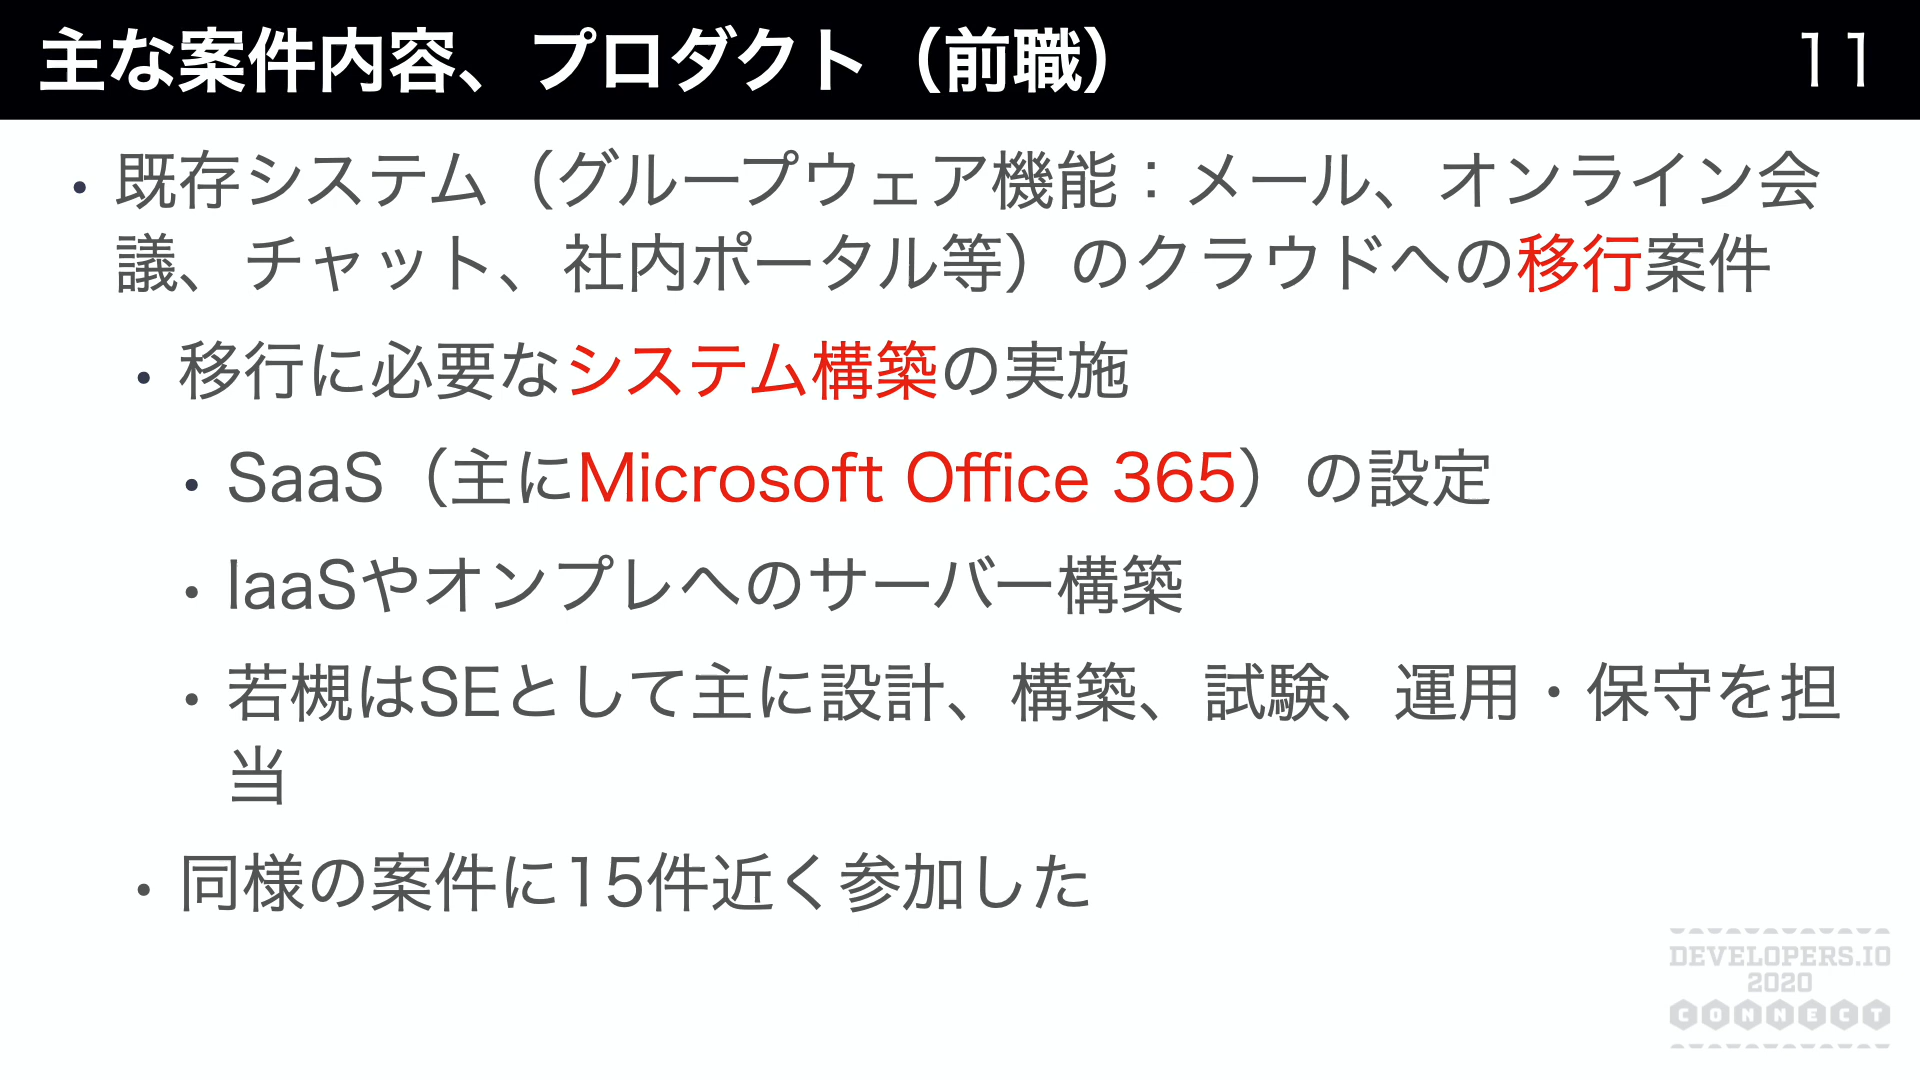 主な案件内容、プロダクト（前職）
11
・既存システム（グループウェア機能：メール、オンライン会
議、チャット、社内ポータル等）のクラウドへの移行案件
・移行に必要なシステム構築の実施
・SaaS（主にMicrosoft Office 365）の設定
・IaaSやオンプレへのサーバー構築
・若槻はSEとして主に設計、構築、試験、運用・保守を担
当
・同様の案件に15件近く参加した
DEVELOPERS.IO
2020
CONNECT